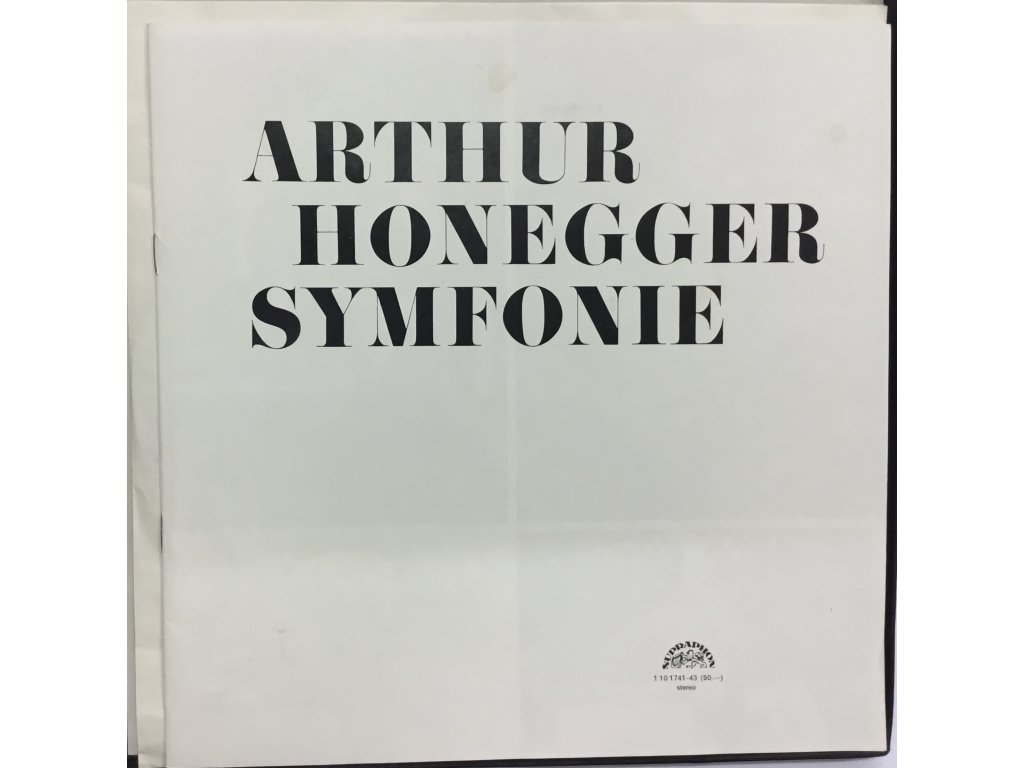 ARTHUR
HONEGGER
SYMFONIE
SUPRAPHON
1 10 1741-43 (50,—)
stereo